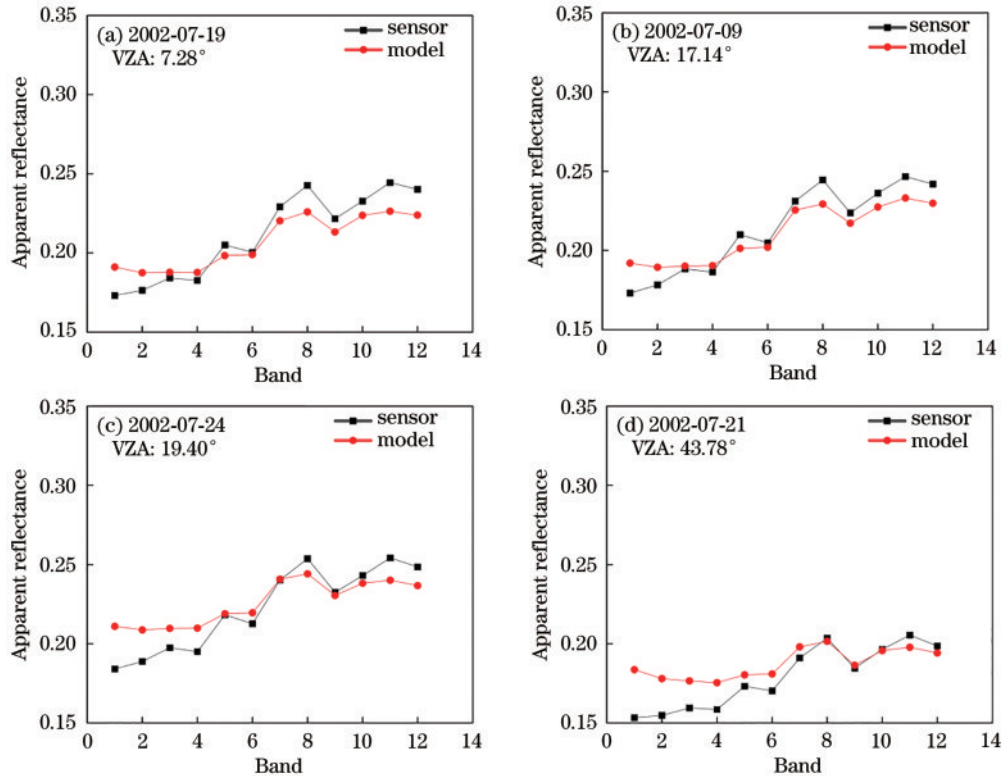 (a) 2002-07-19
VZA: 7.28°
sensor
model
Apparent reflectance
0.35
0.30
0.25
0.20
0.15
0 2 4 6 8 10 12 14
Band
(b) 2002-07-09
VZA: 17.14°
sensor
model
Apparent reflectance
0.35
0.30
0.25
0.20
0.15
0 2 4 6 8 10 12 14
Band
(c) 2002-07-24
VZA: 19.40°
sensor
model
Apparent reflectance
0.35
0.30
0.25
0.20
0.15
0 2 4 6 8 10 12 14
Band
(d) 2002-07-21
VZA: 43.78°
sensor
model
Apparent reflectance
0.35
0.30
0.25
0.20
0.15
0 2 4 6 8 10 12 14
Band